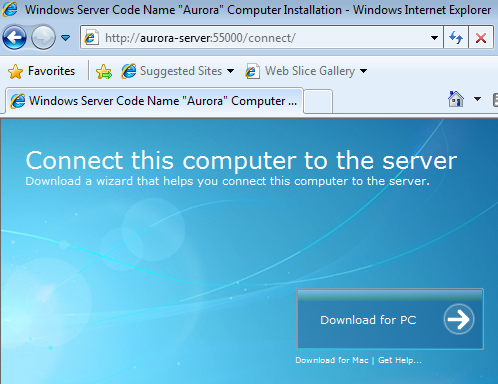 Windows Server Code Name "Aurora" Computer Installation - Windows Internet Explorer
http://aurora-server:55000/connect/
Favorites Suggested Sites Web Slice Gallery
Windows Server Code Name "Aurora" Computer ...
Connect this computer to the server
Download a wizard that helps you connect this computer to the server.
Download for PC
Download for Mac | Get Help...